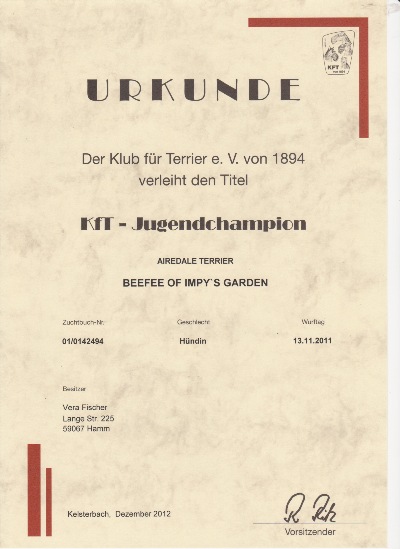 KFT
URKUNDE
Der Klub für Terrier e. V. von 1894
verleiht den Titel
KfT - Jugendchampion
AIREDALE TERRIER
BEEFEE OF IMPY`S GARDEN
Zuchtbuch-Nr. Geschlecht Wurftag
01/0142494 Hündin 13.11.2011
Besitzer
Vera Fischer
Lange Str. 225
59067 Hamm
Kelsterbach, Dezember 2012
Vorsitzender